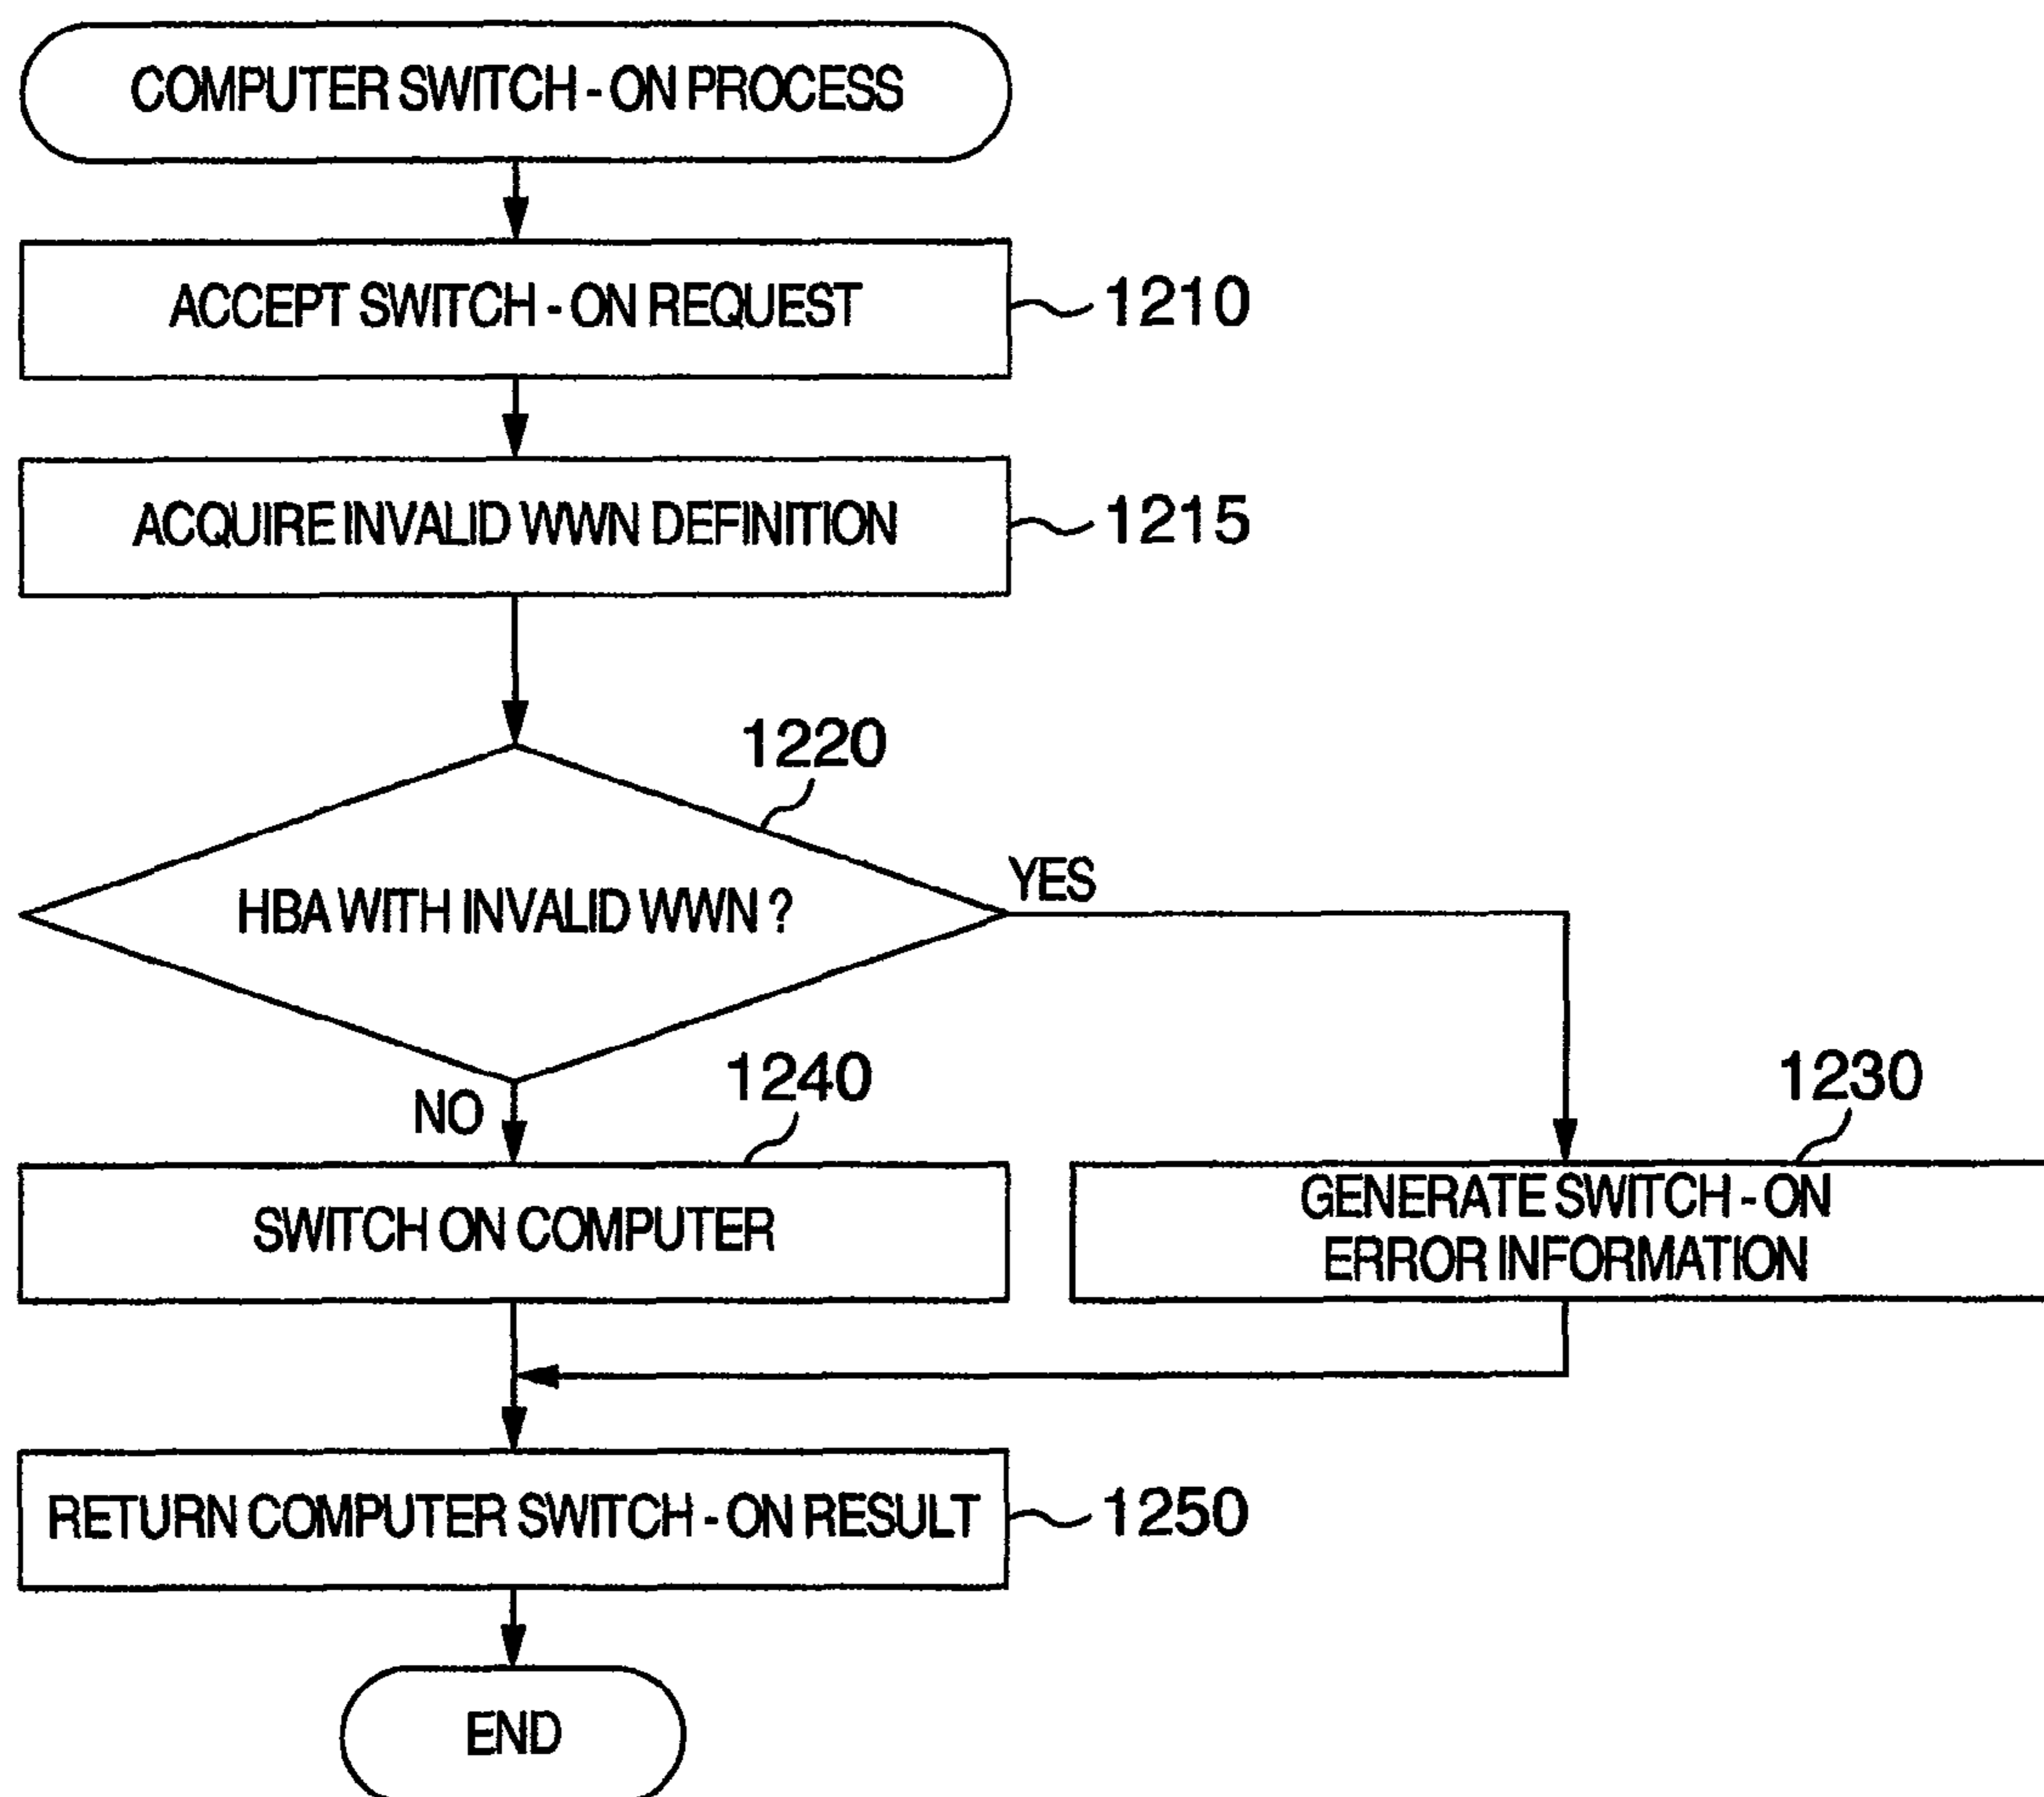 COMPUTER SWITCH - ON PROCESS
ACCEPT SWITCH - ON REQUEST
1210
ACQUIRE INVALID WWN DEFINITION
1215
1220
HBA WITH INVALID WWN ?
YES
NO
1240
1230
SWITCH ON COMPUTER
GENERATE SWITCH - ON
ERROR INFORMATION
RETURN COMPUTER SWITCH - ON RESULT
1250
END